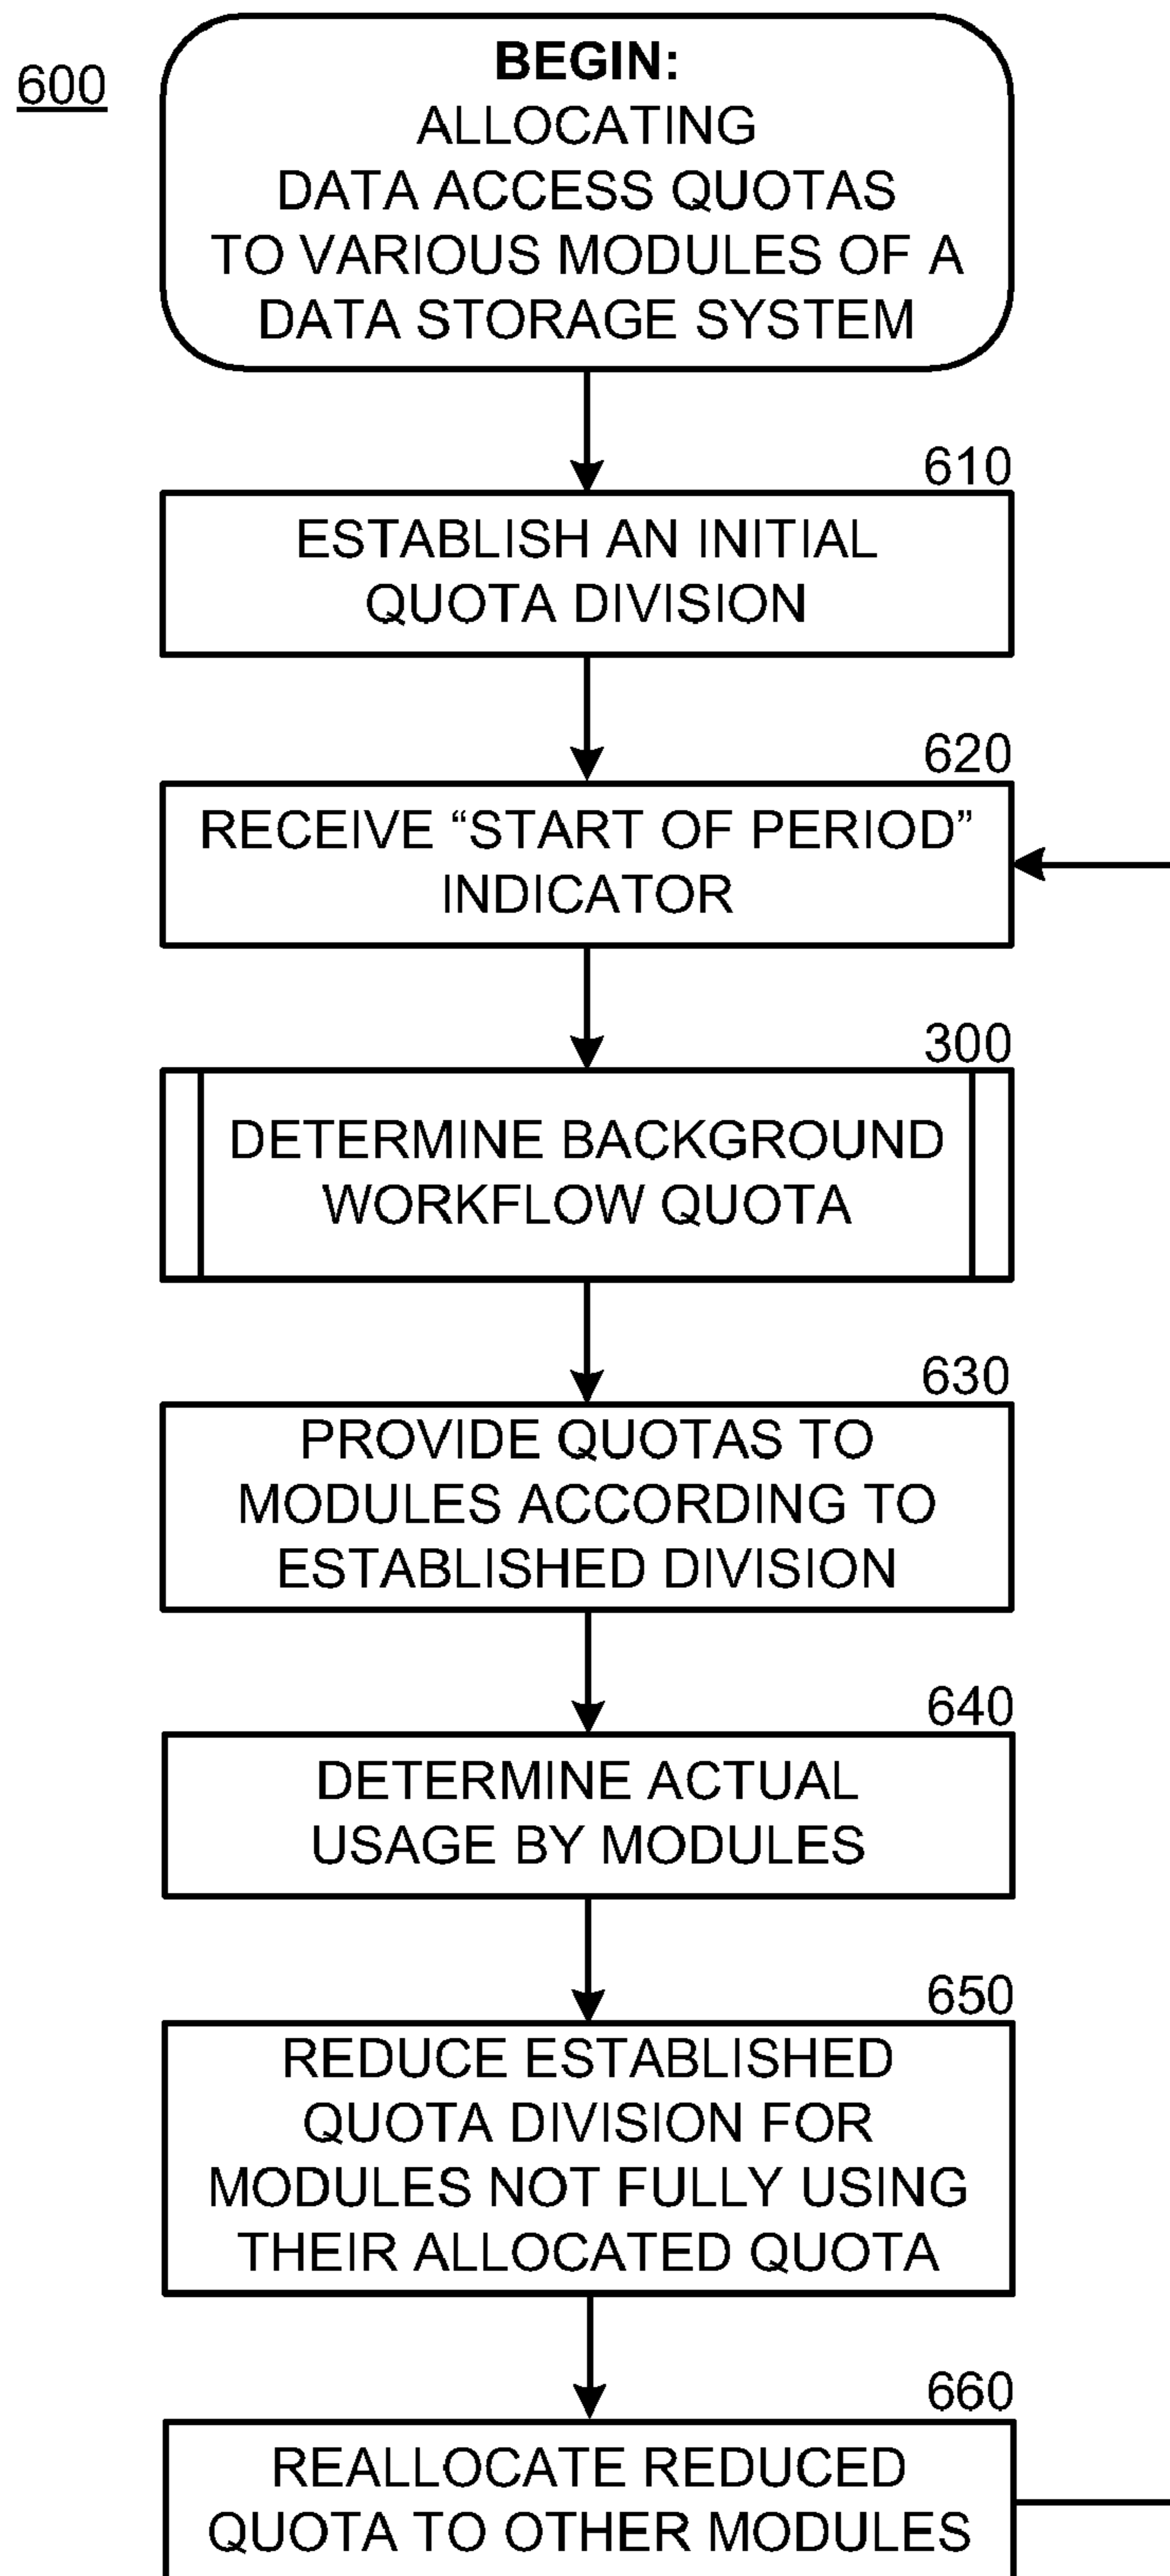 600
BEGIN:
ALLOCATING
DATA ACCESS QUOTAS
TO VARIOUS MODULES OF A
DATA STORAGE SYSTEM
610
ESTABLISH AN INITIAL
QUOTA DIVISION
620
RECEIVE “START OF PERIOD”
INDICATOR
300
DETERMINE BACKGROUND
WORKFLOW QUOTA
630
PROVIDE QUOTAS TO
MODULES ACCORDING TO
ESTABLISHED DIVISION
640
DETERMINE ACTUAL
USAGE BY MODULES
650
REDUCE ESTABLISHED
QUOTA DIVISION FOR
MODULES NOT FULLY USING
THEIR ALLOCATED QUOTA
660
REALLOCATE REDUCED
QUOTA TO OTHER MODULES